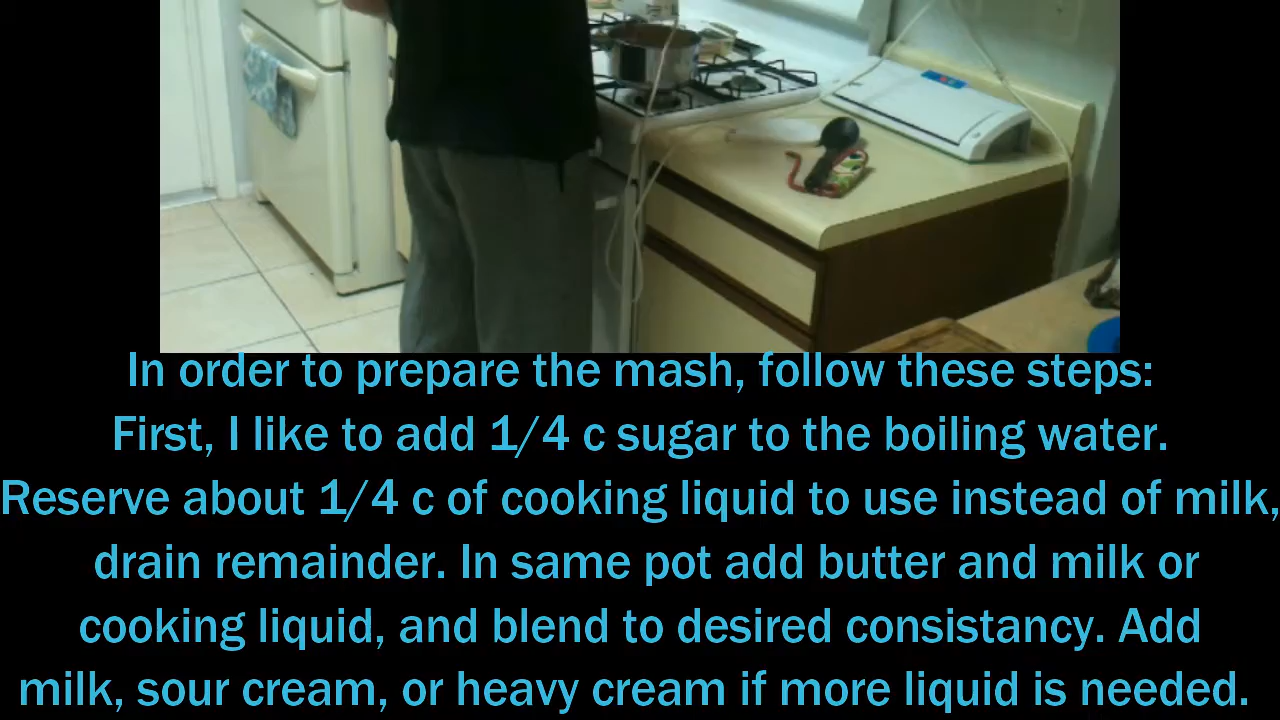 In order to prepare the mash, follow these steps:
First, I like to add 1/4 c sugar to the boiling water.
Reserve about 1/4 c of cooking liquid to use instead of milk,
drain remainder. In same pot add butter and milk or
cooking liquid, and blend to desired consistancy. Add
milk, sour cream, or heavy cream if more liquid is needed.